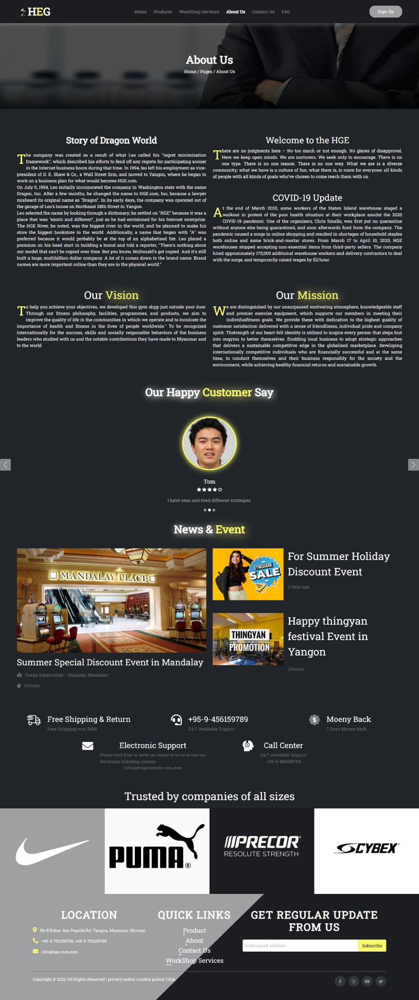 HEG
Home Products WorkShop Services About Us Contact Us FAQ
Sign Up
About Us
Home / Pages / About Us
Story of Dragon World
The company was created as a result of what Leo called his "regret minimization
framework", which described his efforts to fend off any regrets for participating sooner
in the Internet business boom during that time. In 1994, leo left his employment as vice-
president of D. E. Shaw & Co., a Wall Street firm, and moved to Yangon, where he began to
work on a business plan for what would become HGE.com.
On July 5, 1994, Leo initially incorporated the company in Washington state with the name
Dragon, Inc. After a few months, he changed the name to HGE.com, Inc, because a lawyer
misheard its original name as "Dragon". In its early days, the company was operated out of
the garage of Leo's house on Northeast 28th Street in Yangon.
Leo selected the name by looking through a dictionary; he settled on "HGE" because it was a
place that was "exotic and different", just as he had envisioned for his Internet enterprise.
The HGE River, he noted, was the biggest river in the world, and he planned to make his
store the biggest bookstore in the world. Additionally, a name that began with "A" was
preferred because it would probably be at the top of an alphabetized list. Leo placed a
premium on his head start in building a brand and told a reporter, "There's nothing about
our model that can't be copied over time. But you know, McDonald's got copied. And it's still
built a huge, multibillion-dollar company. A lot of it comes down to the brand name. Brand
names are more important online than they are in the physical world."
Welcome to the HGE
There are no judgments here – No too much or not enough. No glares of disapproval.
Here we keep open minds. We are nurturers. We seek only to encourage. There is no
one type. There is no one reason. There is no one way. What we are is a diverse
community; what we have is a culture of fun; what there is, is room for everyone: all kinds
of people with all kinds of goals who've chosen to come reach them with us.
COVID-19 Update
At the end of March 2020, some workers of the Staten Island warehouse staged a
walkout in protest of the poor health situation at their workplace amidst the 2020
COVID-19 pandemic. One of the organizers, Chris Smalls, was first put on quarantine
without anyone else being quarantined, and soon afterwards fired from the company. The
pandemic caused a surge in online shopping and resulted in shortages of household staples
both online and some brick-and-mortar stores. From March 17 to April 10, 2020, HGE
warehouses stopped accepting non-essential items from third-party sellers. The company
hired approximately 175,000 additional warehouse workers and delivery contractors to deal
with the surge, and temporarily raised wages by $2/hour.
Our Vision
To help you achieve your objectives, we developed this gym shpp just outside your door.
Through our fitness philosophy, facilities, programmes, and products, we aim to
improve the quality of life in the communities in which we operate and to inculcate the
importance of health and fitness in the lives of people worldwide." To be recognized
internationally for the success, skills and socially responsible behaviors of the business
leaders who studied with us and the notable contributions they have made to Myanmar and
to the world.
Our Mission
We are distinguished by our unsurpassed motivating atmosphere, knowledgeable staff
and premier exercise equipment, which supports our members in meeting their
individuafitness goals. We provide these with dedication to the highest quality of
customer satisfaction delivered with a sense of friendliness, individual pride and company
spirit. Thstrength of our heart-felt identity is utilized to inspire every person that steps foot
into ougyms to better themselves. Enabling local business to adopt strategic approaches
that delivers a sustainable competitive edge in the globalized marketplace. Developing
internationally competitive individuals who are financially successful and at the same
time, to conduct themselves and their business responsibly for the society and the
environment, while achieving healthy financial returns and sustainable growth.
Our Happy Customer Say
Tom
I have seen and tried different strategies.
News & Event
MANDALAY PLACE
Summer Special Discount Event in Mandalay
Ocean Supercenter - Mingalar Mandalay
9:00AM
GYMSHARK
SALE
For Summer Holiday
Discount Event
3 Days ago
THINGYAN
PROMOTION
Happy thingyan
festival Event in
Yangon
22hours
Free Shipping & Return
Free Shipping over $400
+95-9-456159789
24/7 Available Support
Moeny Back
7 Days Money Back
Electronic Support
Please Feel Free to write an email to us or to use our
electronic ticketing system
info@dragonworld.com.mm
Call Center
24/7 Available Support
+95-9-456159789
Trusted by companies of all sizes
PUMA®
PRECOR
RESOLUTE STRENGTH
CYBEX
LOCATION
No.9 Kabar Aye Pagoda Rd, Yangon, Myanmar (Burma)
+95-9-753159789, +95-9-753159788
info@hge.com.mm
QUICK LINKS
Product
About
Contact Us
WorkShop Services
GET REGULAR UPDATE
FROM US
Enter email address
Subscribe
Copyright © 2022 All Rights Reserved | privacy policy | cookie policy| FAQs